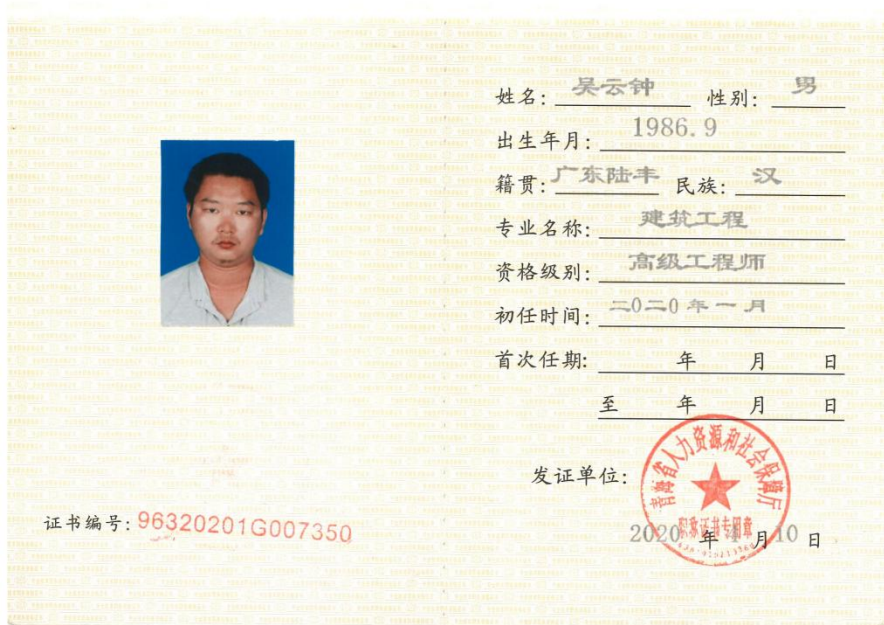 姓名: 吴云钟 性别: 男
出生年月: 1986.9
籍贯: 广东陆丰 民族: 汉
专业名称: 建筑工程
资格级别: 高级工程师
初任时间: 二0二0年一月
首次任期: 年 月 日
至 年 月 日
发证单位:
青海省人力资源和社会保障厅
职称证书专用章
2020 年 4 月 10 日
证书编号: 96320201G007350